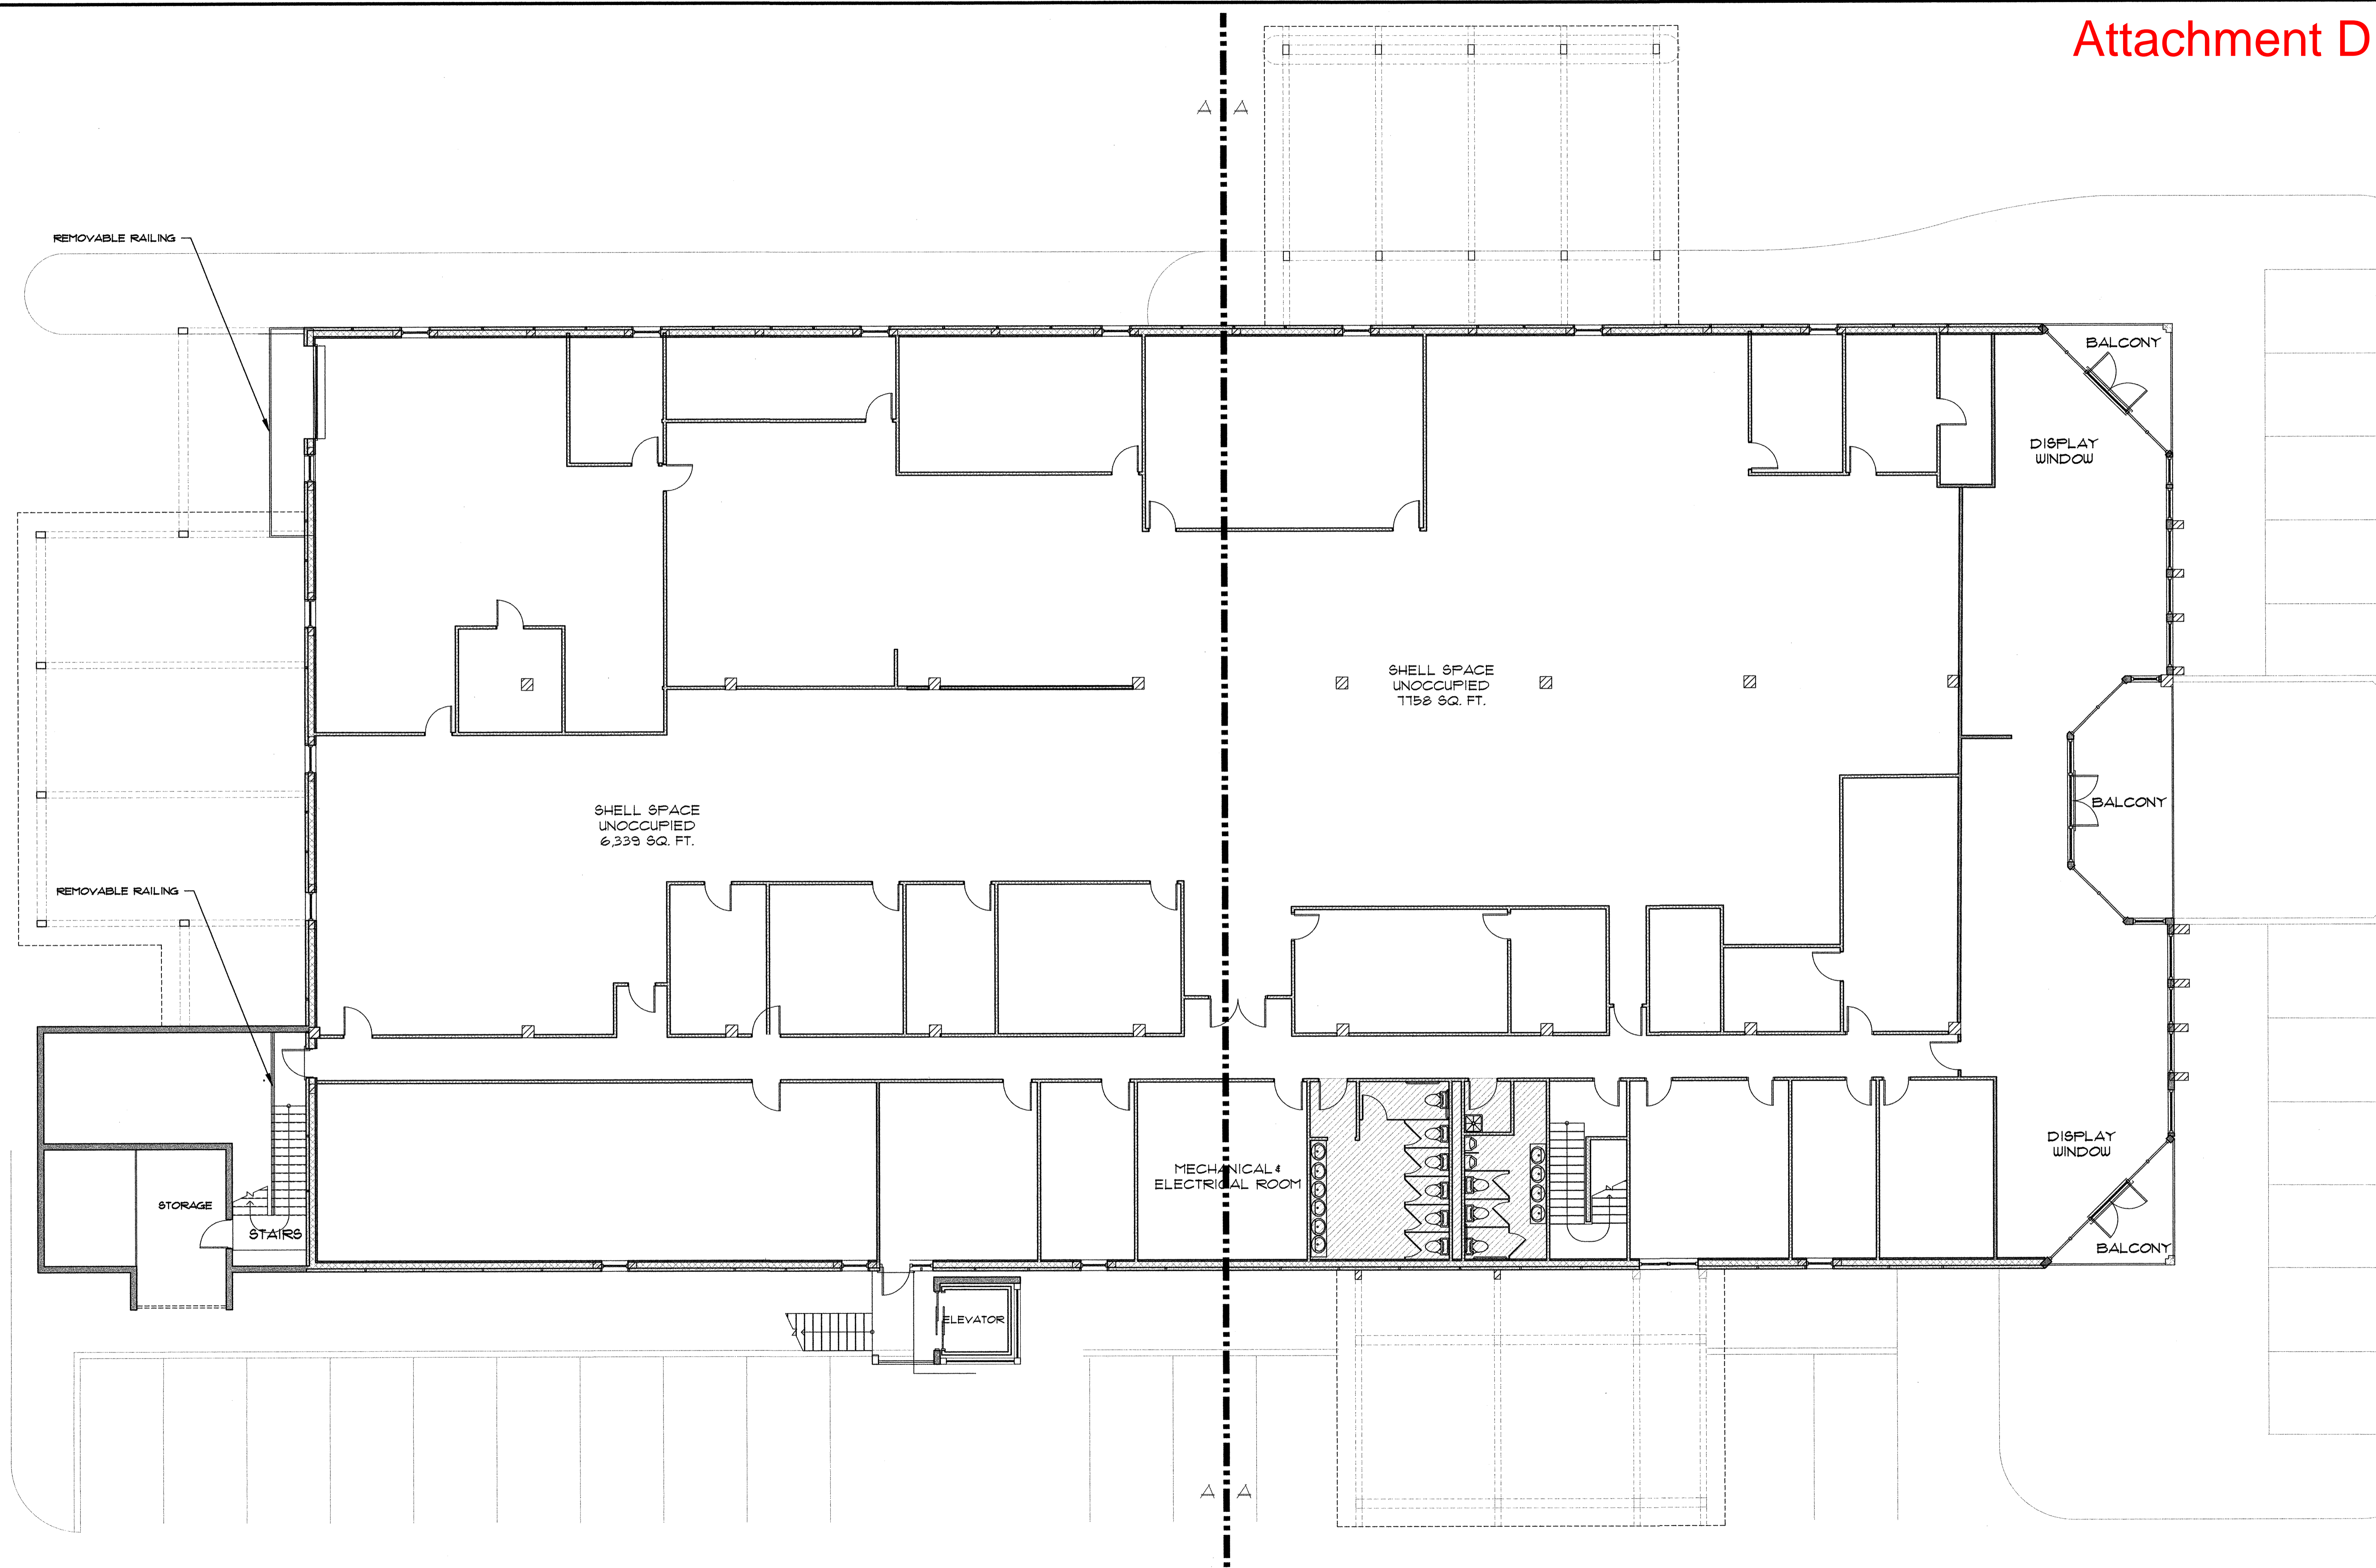 Attachment D
A A
REMOVABLE RAILING
BALCONY
DISPLAY
WINDOW
SHELL SPACE
UNOCCUPIED
7758 SQ. FT.
SHELL SPACE
UNOCCUPIED
6,339 SQ. FT.
BALCONY
REMOVABLE RAILING
DISPLAY
WINDOW
MECHANICAL &
ELECTRICAL ROOM
STORAGE
STAIRS
BALCONY
ELEVATOR
A A